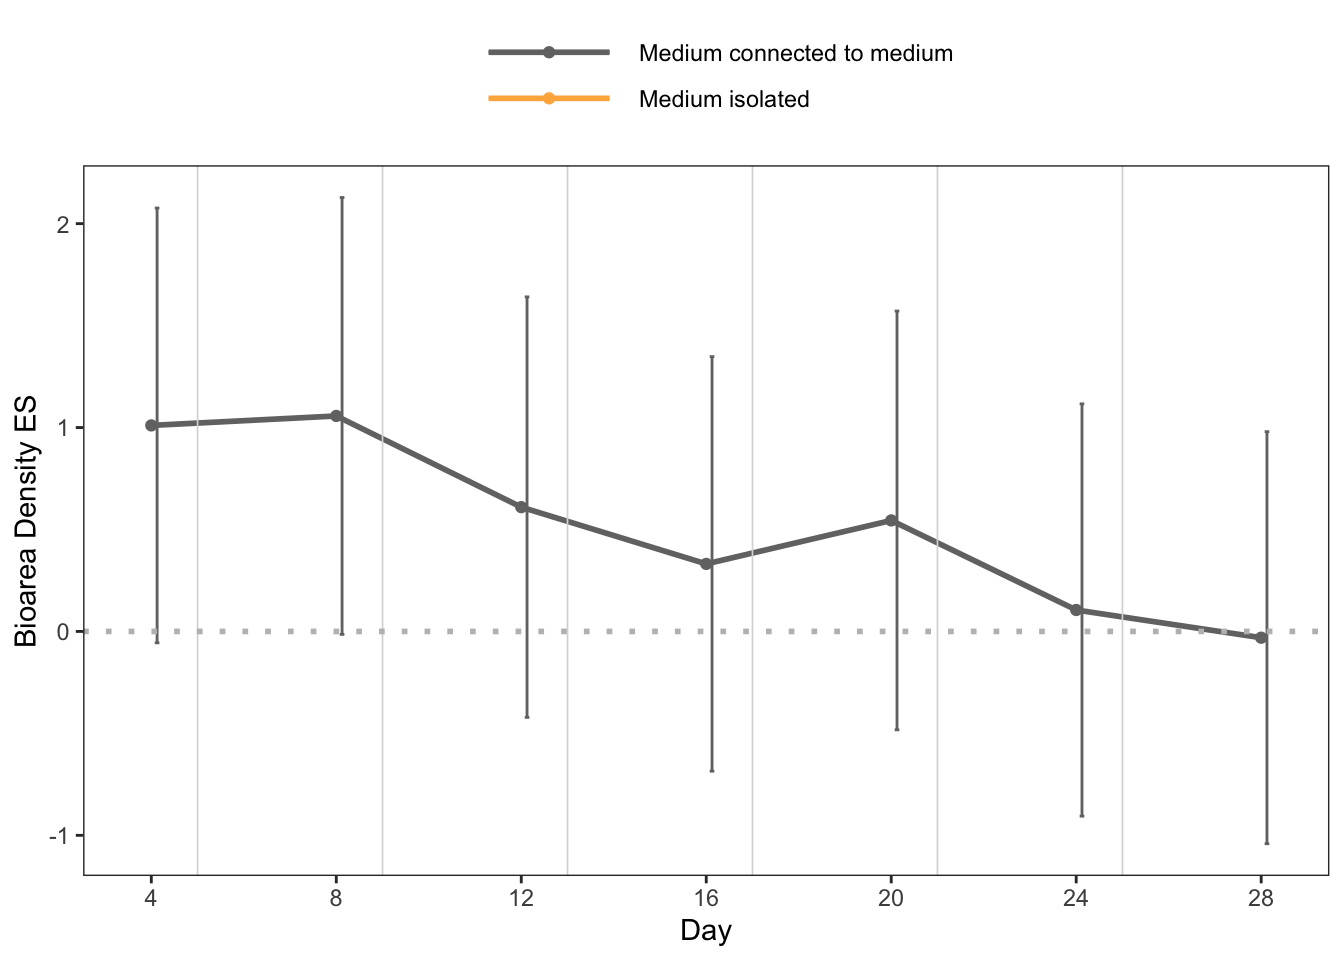 Medium connected to medium
Medium isolated
2
1
0
-1
Bioarea Density ES
4 8 12 16 20 24 28
Day